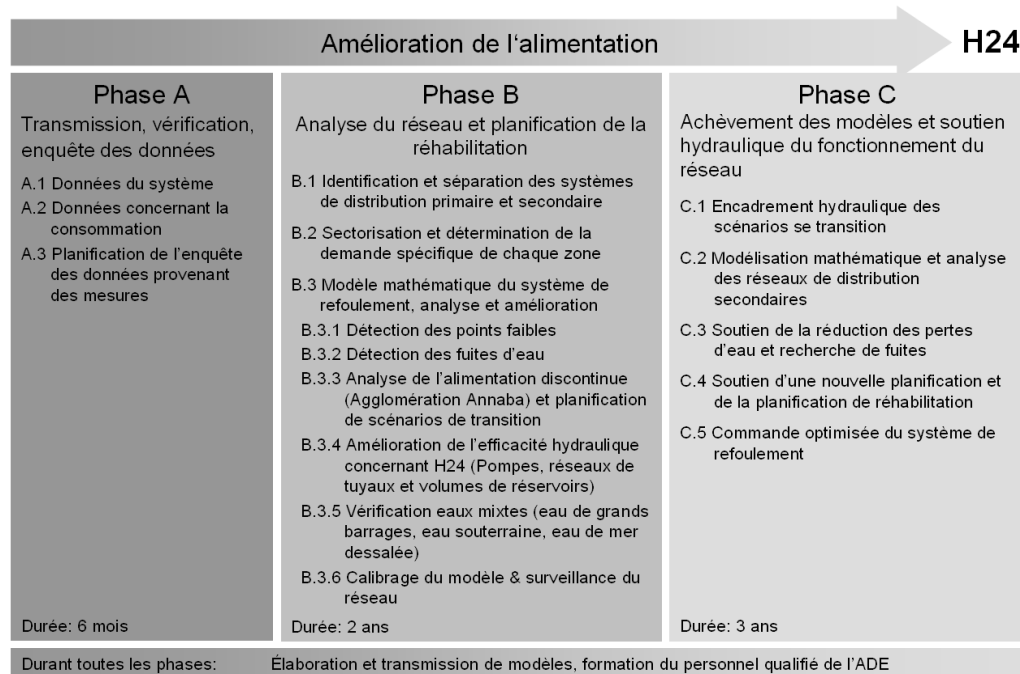 Amélioration de l‘alimentation
H24
Phase A
Transmission, vérification,
enquête des données
A.1 Données du système
A.2 Données concernant la
consommation
A.3 Planification de l’enquête
des données provenant
des mesures
Durée: 6 mois
Phase B
Analyse du réseau et planification de la
réhabilitation
B.1 Identification et séparation des systèmes
de distribution primaire et secondaire
B.2 Sectorisation et détermination de la
demande spécifique de chaque zone
B.3 Modèle mathématique du système de
refoulement, analyse et amélioration
B.3.1 Détection des points faibles
B.3.2 Détection des fuites d’eau
B.3.3 Analyse de l’alimentation discontinue
(Agglomération Annaba) et planification
de scénarios de transition
B.3.4 Amélioration de l’efficacité hydraulique
concernant H24 (Pompes, réseaux de
tuyaux et volumes de réservoirs)
B.3.5 Vérification eaux mixtes (eau de grands
barrages, eau souterraine, eau de mer
dessalée)
B.3.6 Calibrage du modèle & surveillance du
réseau
Durée: 2 ans
Phase C
Achèvement des modèles et soutien
hydraulique du fonctionnement du
réseau
C.1 Encadrement hydraulique des
scénarios se transition
C.2 Modélisation mathématique et analyse
des réseaux de distribution
secondaires
C.3 Soutien de la réduction des pertes
d’eau et recherche de fuites
C.4 Soutien d’une nouvelle planification et
de la planification de réhabilitation
C.5 Commande optimisée du système de
refoulement
Durée: 3 ans
Durant toutes les phases: Élaboration et transmission de modèles, formation du personnel qualifié de l’ADE